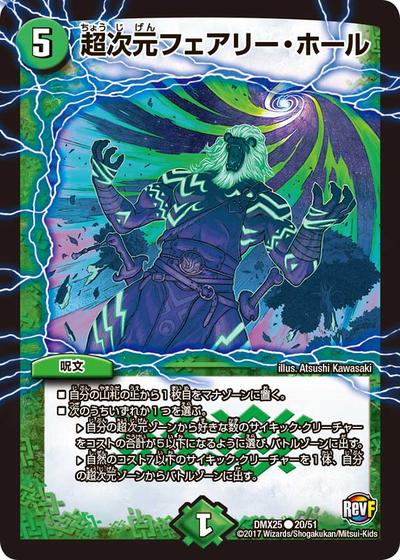 5
ちょうじげん
超次元フェアリー・ホール
illus. Atsushi Kawasaki
呪文
■ 自分の山札の上から1枚目をマナゾーンに置く。
■ 次のうちいずれか1つを選ぶ。
▶自分の超次元ゾーンから好きな数のサイキック・クリーチャー
をコストの合計が5以下になるように選び、バトルゾーンに出す。
▶自然のコスト7以下のサイキック・クリーチャーを1体、自分
の超次元ゾーンからバトルゾーンに出す。
RevF
1
DMX25 ● 20/51
©2017 Wizards/Shogakukan/Mitsui-Kids